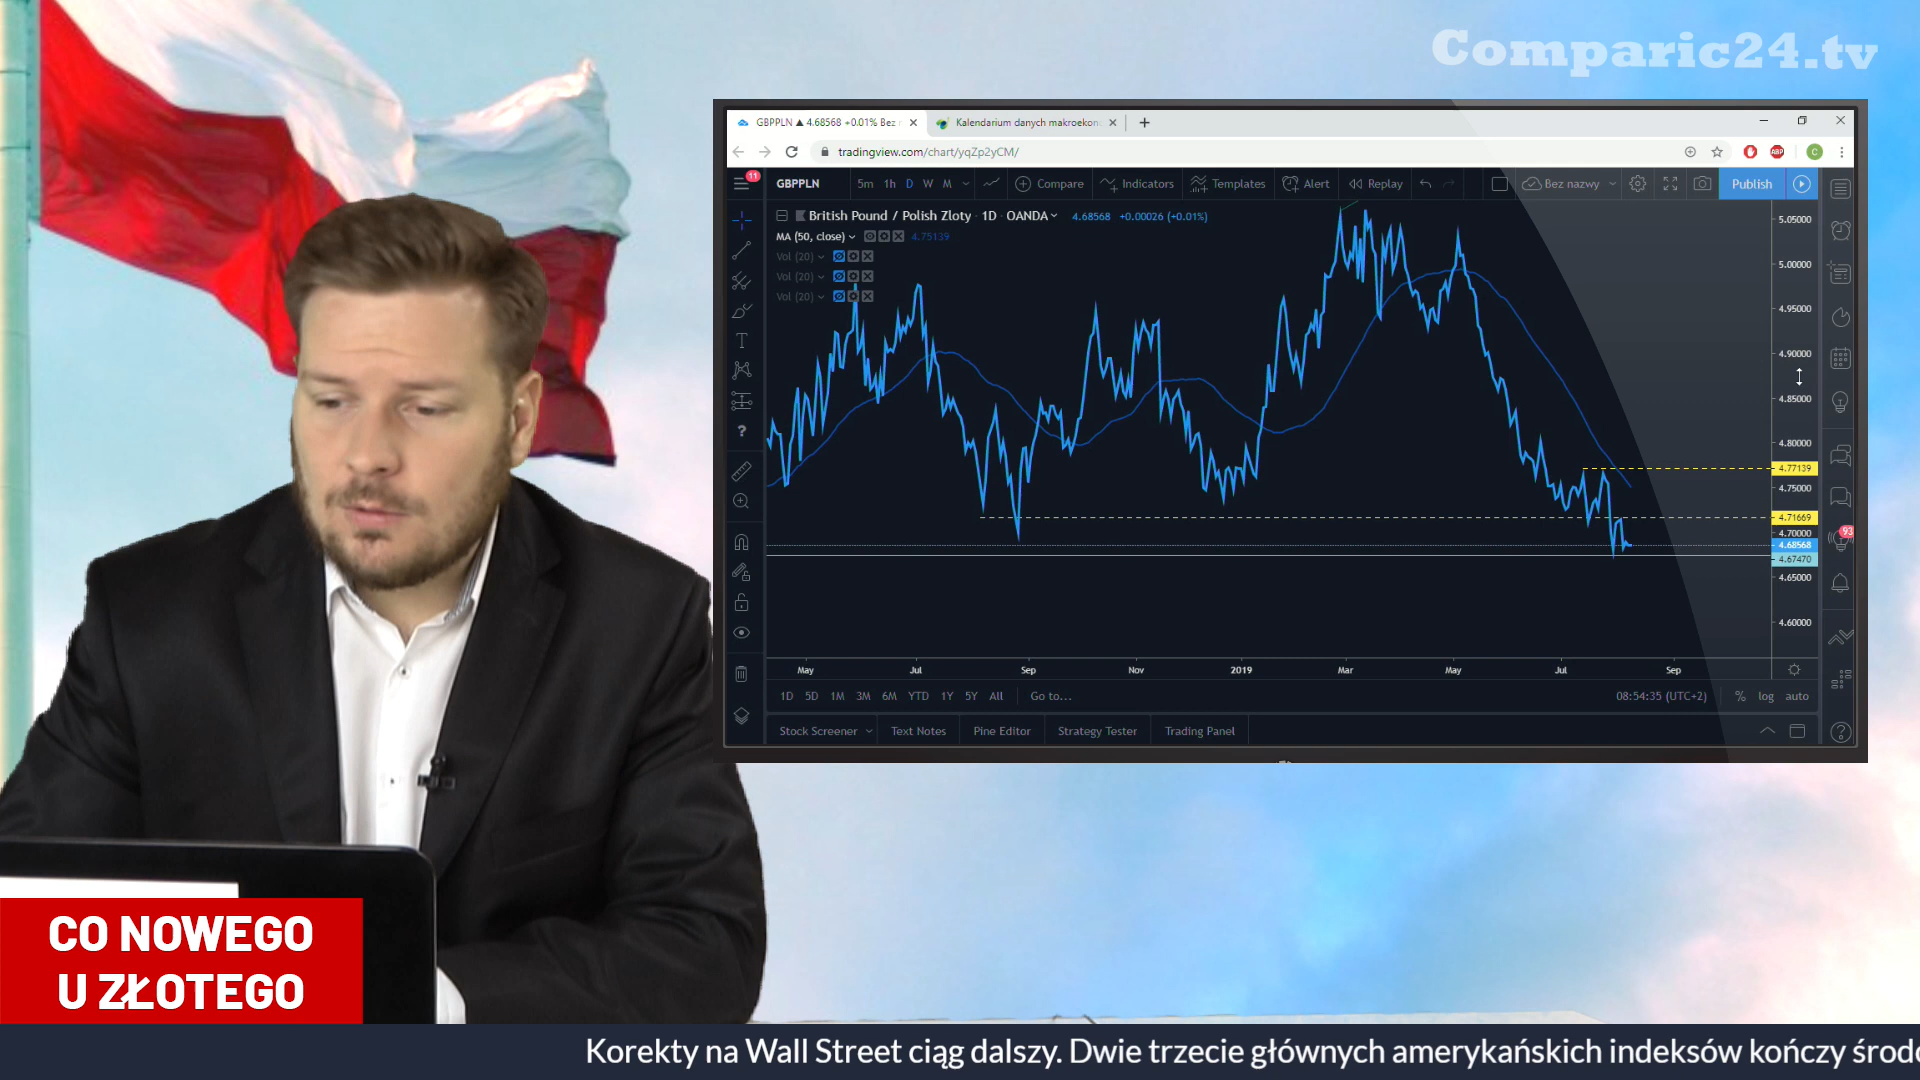 Comparic24.tv
GBPPLN ▲ 4.68568 +0.01% Bez
Kalendarium danych makroekon
tradingview.com/chart/yqZp2yCM/
ABP
C
11
GBPPLN
5m 1h D W M
Compare
Indicators
Templates
Alert
Replay
Bez nazwy
Publish
British Pound / Polish Zloty · 1D · OANDA 4.68568 +0.00026 (+0.01%)
MA (50, close) 4.75139
Vol (20)
Vol (20)
Vol (20)
5.05000
5.00000
4.95000
4.90000
4.85000
4.80000
4.77139
4.75000
4.71669
4.70000
4.68568
4.67470
4.65000
4.60000
93
May Jul Sep Nov 2019 Mar May Jul Sep
1D 5D 1M 3M 6M YTD 1Y 5Y All Go to...
08:54:35 (UTC+2) % log auto
Stock Screener Text Notes Pine Editor Strategy Tester Trading Panel
CO NOWEGO
U ZŁOTEGO
Korekty na Wall Street ciąg dalszy. Dwie trzecie głównych amerykańskich indeksów kończy